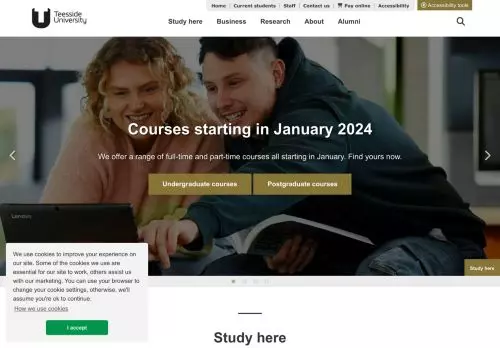 Home
Current students
Staff
Contact us
Pay online
Accessibility
Accessibility tools
Teesside
University
Study here
Business
Research
About
Alumni
Courses starting in January 2024
We offer a range of full-time and part-time courses all starting in January. Find yours now.
Undergraduate courses
Postgraduate courses
Lenovo
Study here
We use cookies to improve your experience on
our site. Some of the cookies we use are
essential for our site to work, others assist us
with our marketing. You can use your browser to
change your cookie settings, otherwise, we'll
assume you're ok to continue.
How we use cookies
I accept
Study here